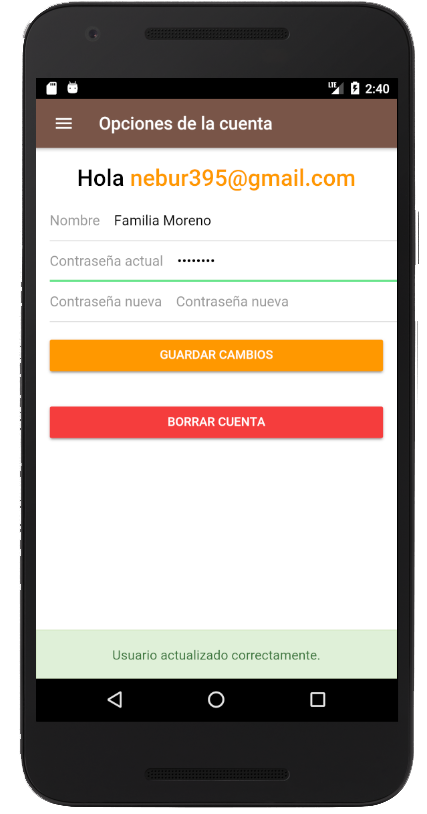 LTE 2:40
Opciones de la cuenta
Hola nebur395@gmail.com
Nombre Familia Moreno
Contraseña actual ••••••••
Contraseña nueva Contraseña nueva
GUARDAR CAMBIOS
BORRAR CUENTA
Usuario actualizado correctamente.